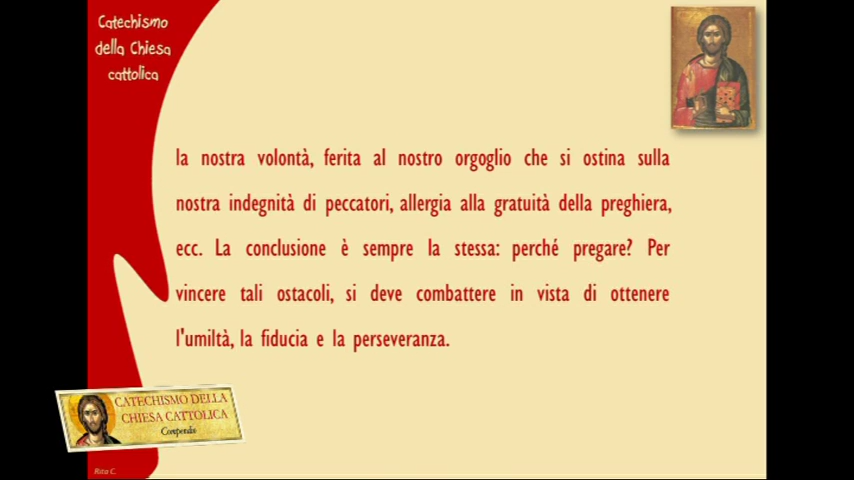 Catechismo
della Chiesa
cattolica
la nostra volontà, ferita al nostro orgoglio che si ostina sulla
nostra indegnità di peccatori, allergia alla gratuità della preghiera,
ecc. La conclusione è sempre la stessa: perché pregare? Per
vincere tali ostacoli, si deve combattere in vista di ottenere
l'umiltà, la fiducia e la perseveranza.
CATECHISMO DELLA
CHIESA CATTOLICA
Compendio
Rita C.